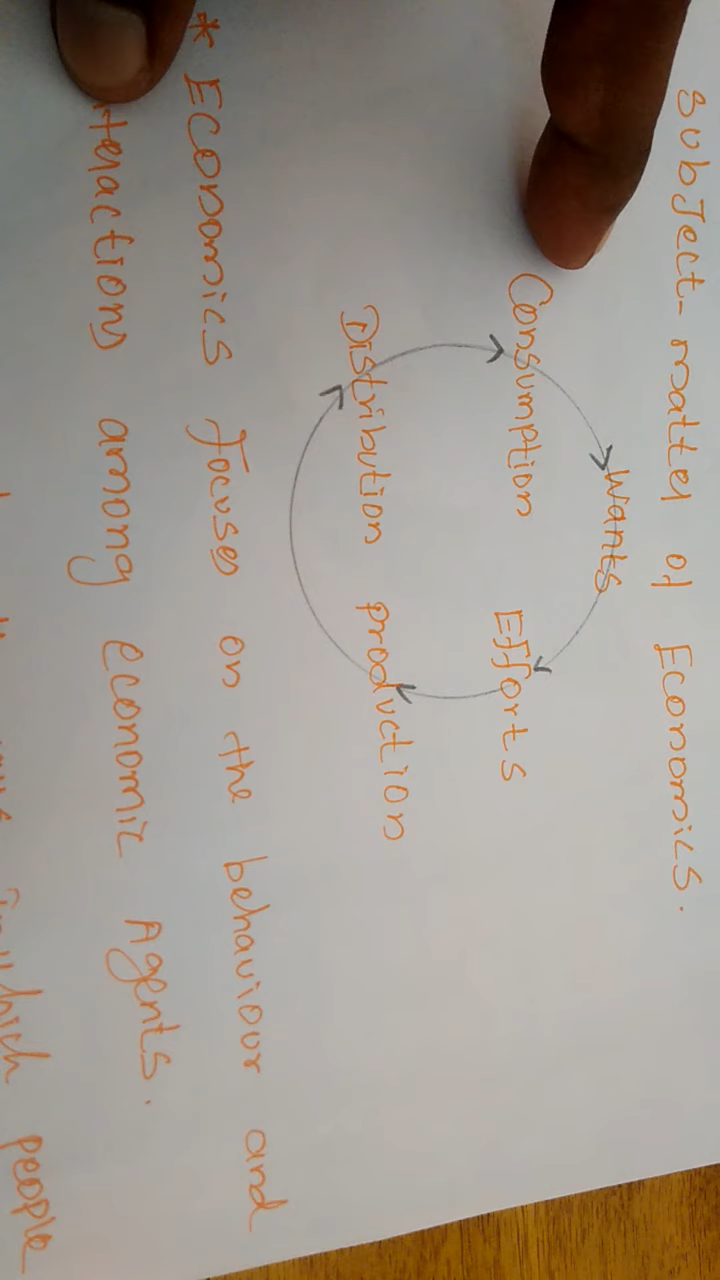 Subject-matter of Economics.
Wants
Consumption Efforts
Distribution Production
* Economics focuses on the behaviour and
interactions among economic Agents.
which people